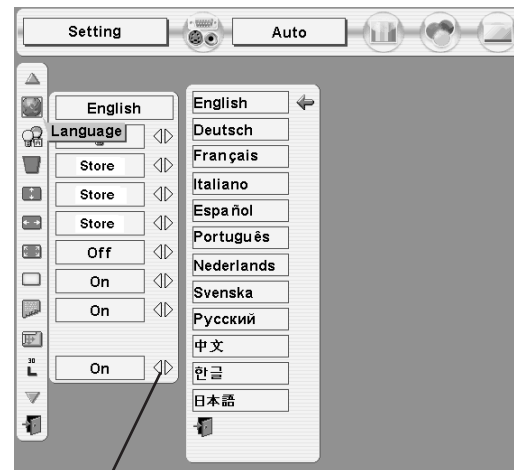 Setting
Auto
English
Language
Store
Store
Store
Off
On
On
On
English
Deutsch
Français
Italiano
Español
Português
Nederlands
Svenska
Русский
中文
한글
日本語